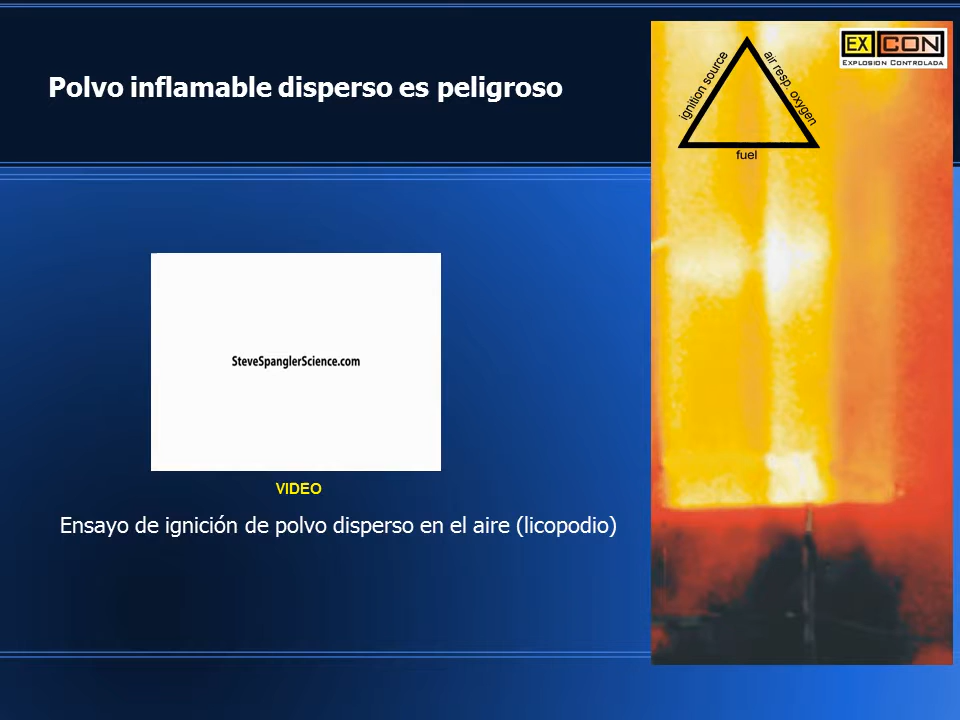 Polvo inflamable disperso es peligroso
ignition source
air resp. oxygen
fuel
EX CON
EXPLOSION CONTROLADA
SteveSpanglerScience.com
VIDEO
Ensayo de ignición de polvo disperso en el aire (licopodio)